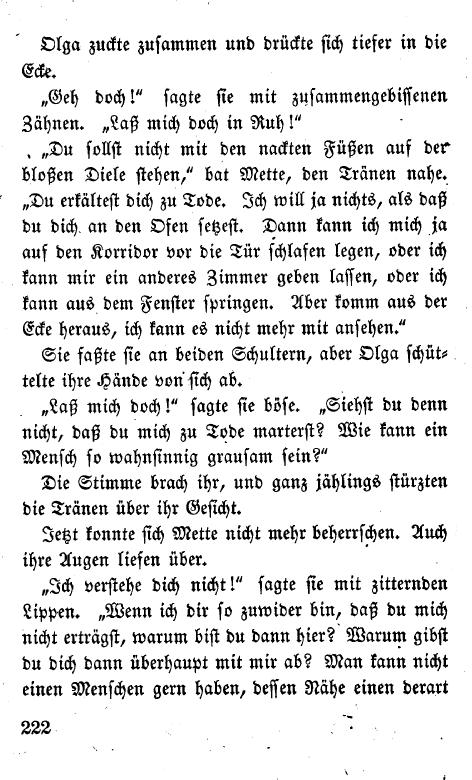 Olga zuckte zusammen und drückte sich tiefer in die
Ecke.
„Geh doch!“ sagte sie mit zusammengebissenen
Zähnen. „Laß mich doch in Ruh!“
„Du sollst nicht mit den nackten Füßen auf der
bloßen Diele stehen,“ bat Mette, den Tränen nahe.
„Du erkältest dich zu Tode. Ich will ja nichts, als daß
du dich an den Ofen setzest. Dann kann ich mich ja
auf den Korridor vor die Tür schlafen legen, oder ich
kann mir ein anderes Zimmer geben lassen, oder ich
kann aus dem Fenster springen. Aber komm aus der
Ecke heraus, ich kann es nicht mehr mit ansehen.“
Sie faßte sie an beiden Schultern, aber Olga schüt-
telte ihre Hände von sich ab.
„Laß mich doch!“ sagte sie böse. „Siehst du denn
nicht, daß du mich zu Tode marterst? Wie kann ein
Mensch so wahnsinnig grausam sein?“
Die Stimme brach ihr, und ganz jählings stürzten
die Tränen über ihr Gesicht.
Jetzt konnte sich Mette nicht mehr beherrschen. Auch
ihre Augen liefen über.
„Ich verstehe dich nicht!“ sagte sie mit zitternden
Lippen. „Wenn ich dir so zuwider bin, daß du mich
nicht erträgst, warum bist du dann hier? Warum gibst
du dich dann überhaupt mit mir ab? Man kann nicht
einen Menschen gern haben, dessen Nähe einen derart
222